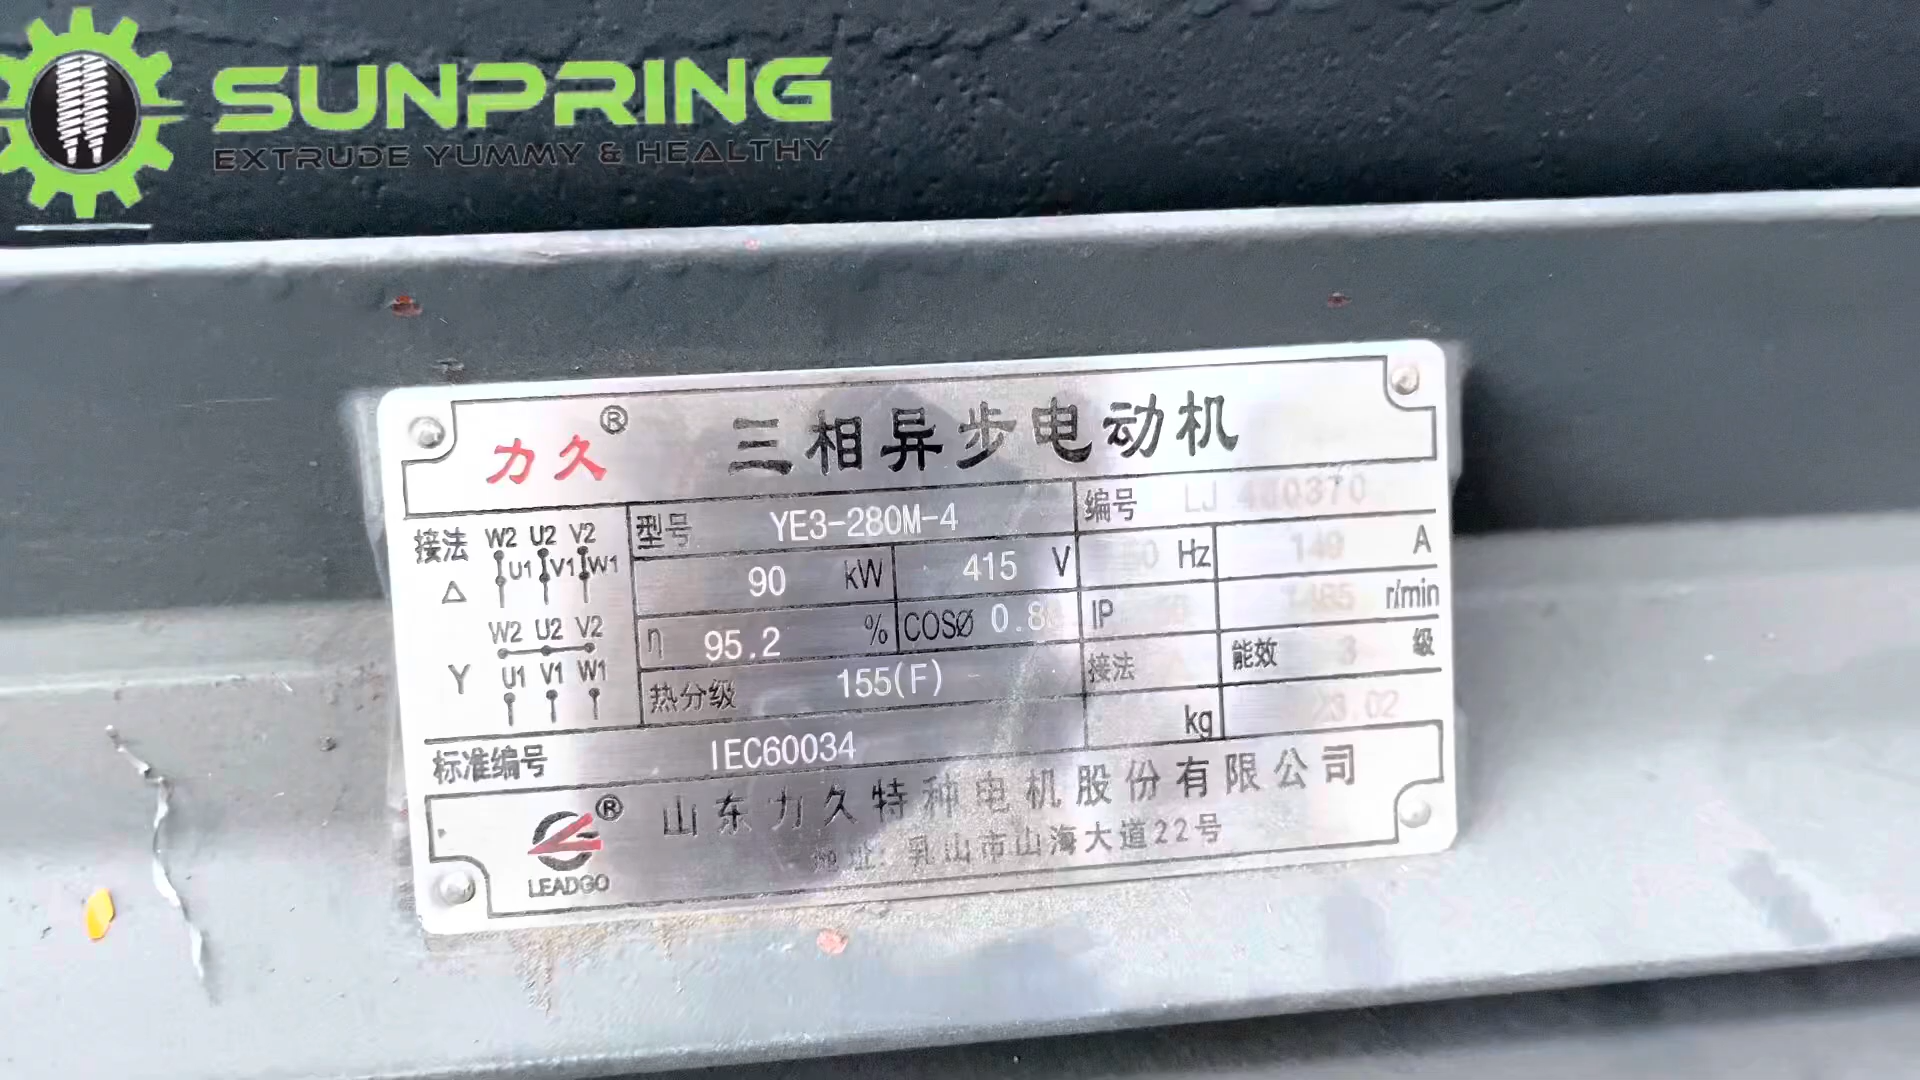 SUNPRING
EXTRUDE YUMMY & HEALTHY
力久® 三相异步电动机
接法 W2 U2 V2
U1 V1 W1
△
W2 U2 V2
Y U1 V1 W1
型号 YE3-280M-4 编号 LJ
90 kW 415 V Hz A
η 95.2 % COSØ 0.8 IP r/min
热分级 155(F) 接法 能效 3 级
kg 23.02
标准编号 IEC60034
® LEADGO
山东力久特种电机股份有限公司
地址:乳山市山海大道22号